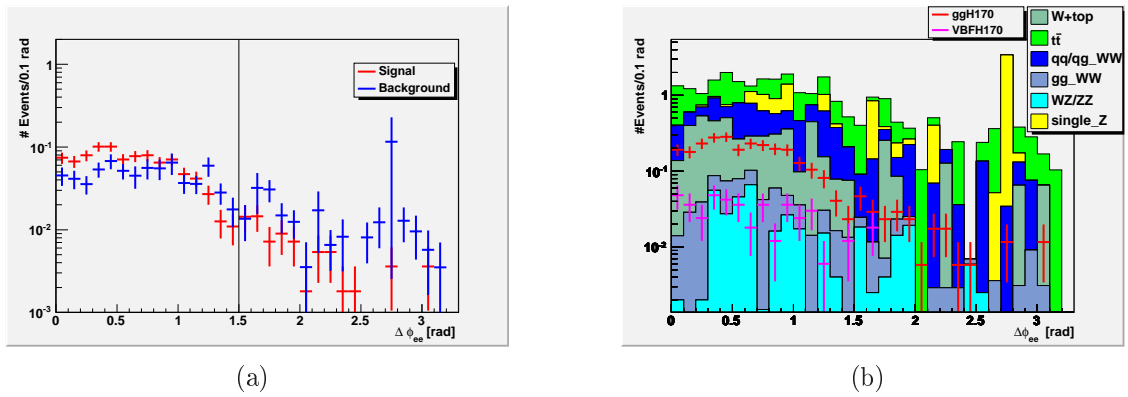 #Events/0.1 rad
1
10^-1
10^-2
10^-3
0 0.5 1 1.5 2 2.5 3
Δ ϕ_ee [rad]
Signal
Background
(a)
#Events/0.1 rad
1
10^-1
10^-2
0 0.5 1 1.5 2 2.5 3
Δ ϕ_ee [rad]
ggH170
VBFH170
W+top
tt̄
qq/qg_WW
gg_WW
WZ/ZZ
single_Z
(b)